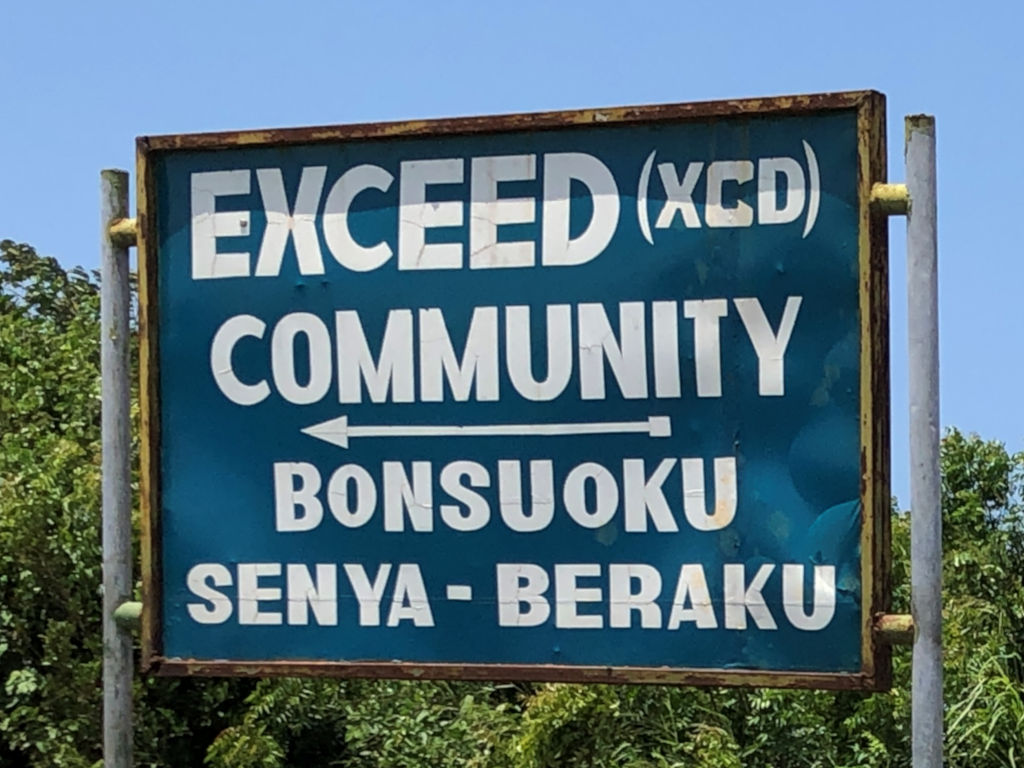 EXCEED (XCD)
COMMUNITY
BONSUOKU
SENYA - BERAKU